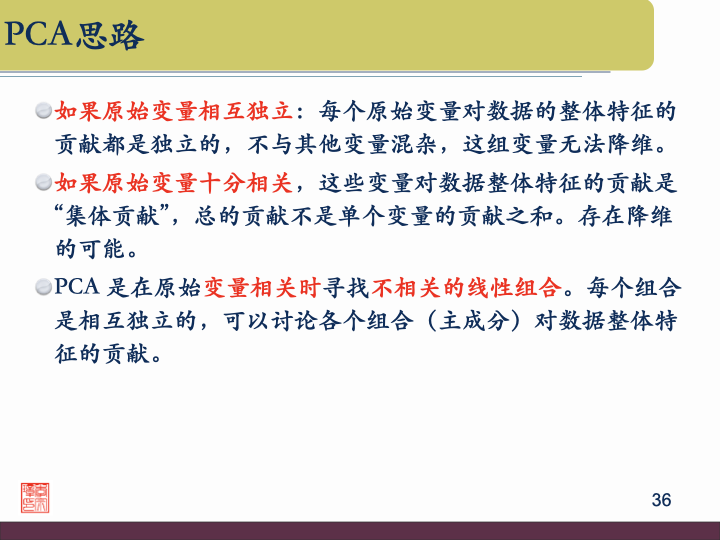 PCA思路
如果原始变量相互独立：每个原始变量对数据的整体特征的
贡献都是独立的，不与其他变量混杂，这组变量无法降维。
如果原始变量十分相关，这些变量对数据整体特征的贡献是
“集体贡献”，总的贡献不是单个变量的贡献之和。存在降维
的可能。
PCA 是在原始变量相关时寻找不相关的线性组合。每个组合
是相互独立的，可以讨论各个组合（主成分）对数据整体特
征的贡献。
36